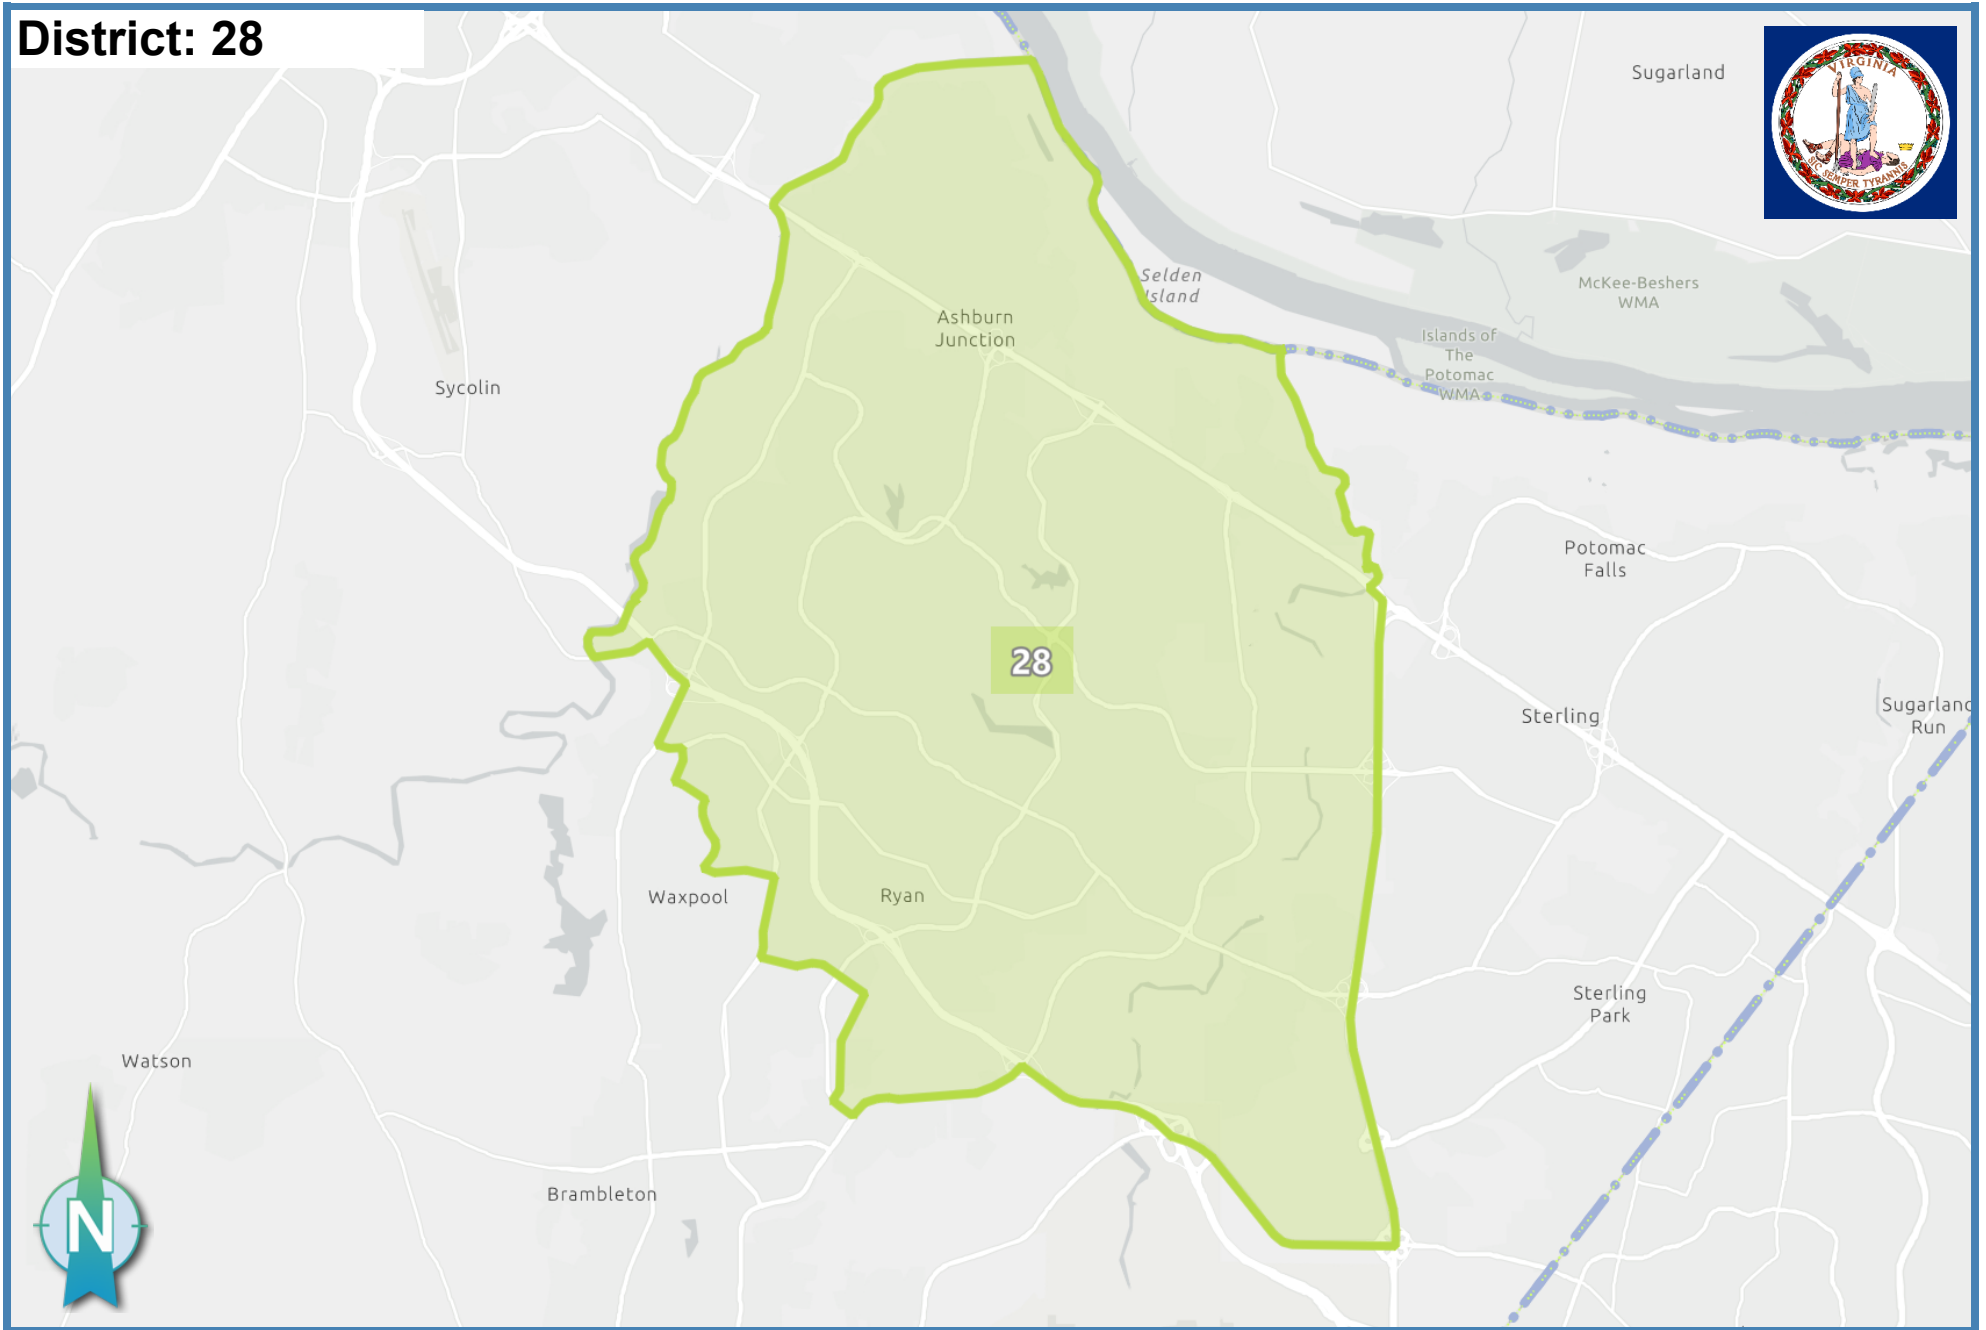 District: 28
VIRGINIA
SIC SEMPER TYRANNIS
Sugarland
Selden
Island
McKee-Beshers
WMA
Ashburn
Junction
Islands of
The
Potomac
WMA
Sycolin
Potomac
Falls
28
Sterling
Sugarland
Run
Waxpool
Ryan
Sterling
Park
Watson
Brambleton
N